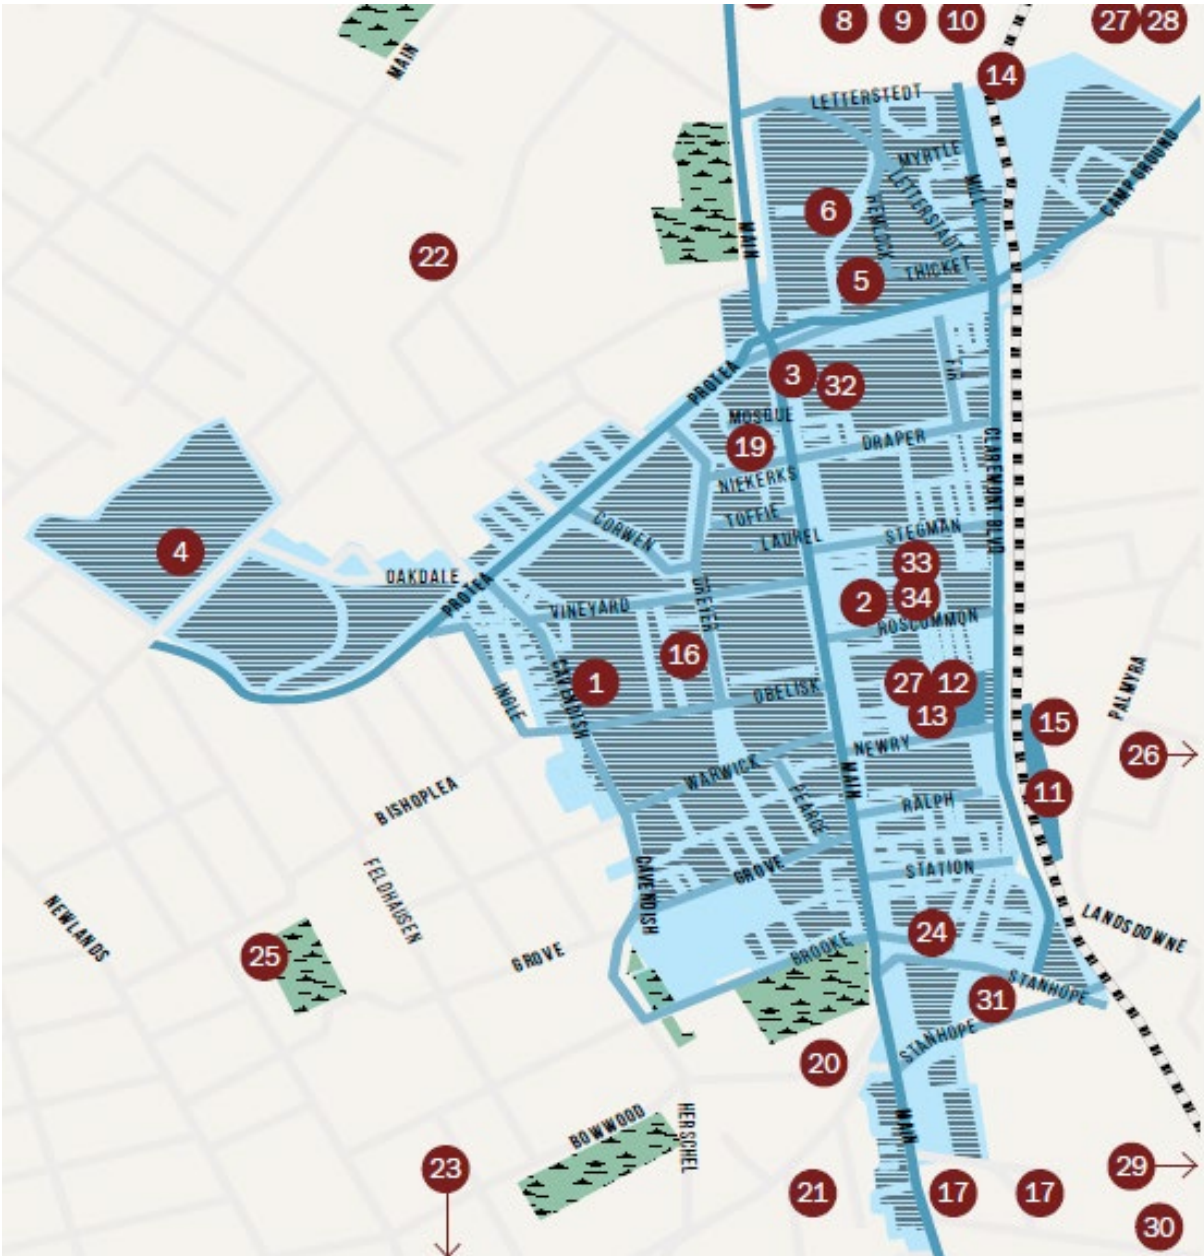 8 9 10 27 28
MAIN
14
LETTERSTEDT
MYRTLE
CAMP GROUND
MILL
LETTERSTADT
HEMLOCK
6
MAIN
22
5
THICKET
PROTEA
3
32
FIR
MOSQUE
19
DRAPER
CLAREMONT BLVD
NIEKERKS
TOFFIE
CORWEN
LAUREL
STEGMAN
4
OAKDALE
PROTEA
33
VINEYARD
DREYER
2
34
ROSCOMMON
16
CAVENDISH
1
INGLE
OBELISK
27
12
13
PALMYRA
15
26
NEWRY
WARWICK
MAIN
PEARCE
RALPH
11
BISHOPLEA
FELDHAUSEN
GROVE
STATION
CAVENDISH
NEWLANDS
LANDSDOWNE
24
25
GROVE
BROOKE
STANHOPE
31
STANHOPE
20
BOWWOOD
HERSCHEL
MAIN
23
21
17
17
29
30